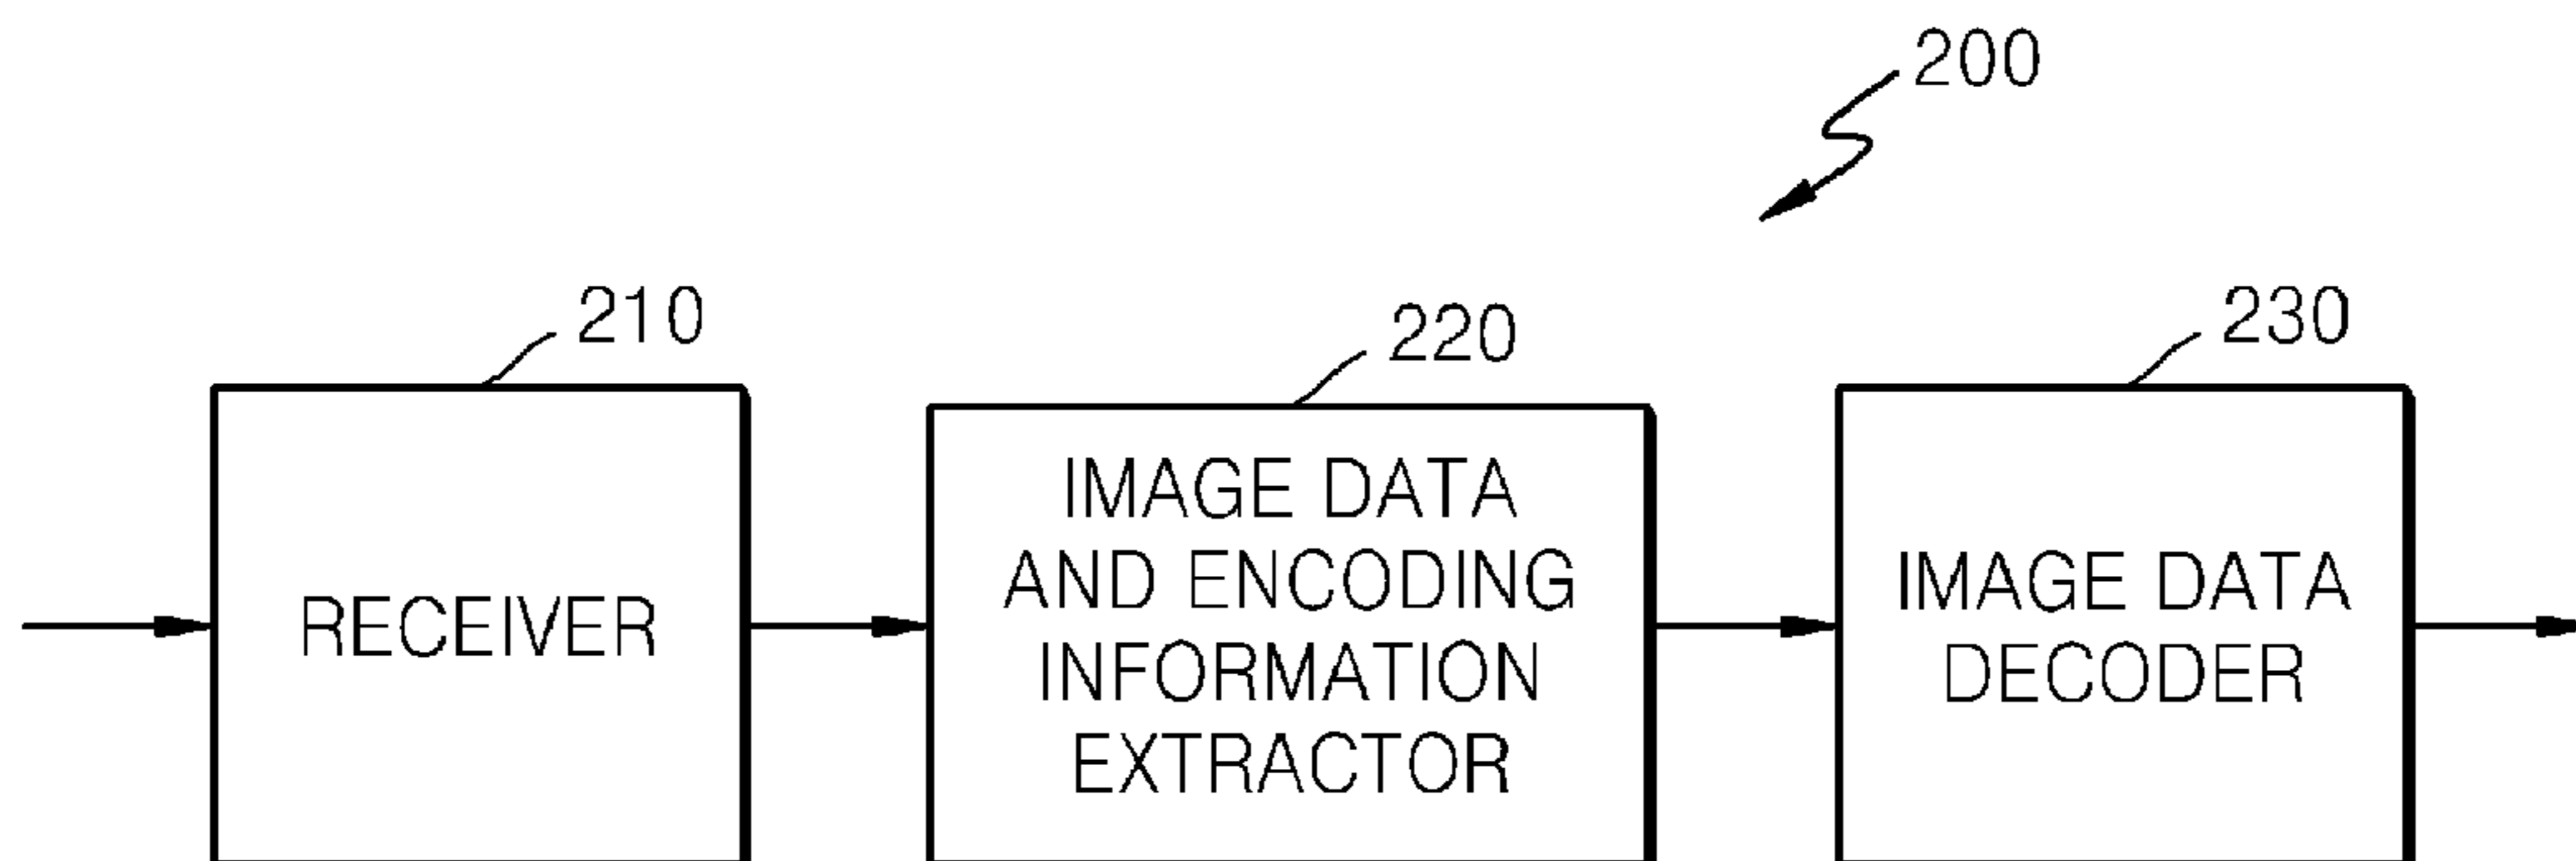 200
210
220
230
RECEIVER
IMAGE DATA
AND ENCODING
INFORMATION
EXTRACTOR
IMAGE DATA
DECODER